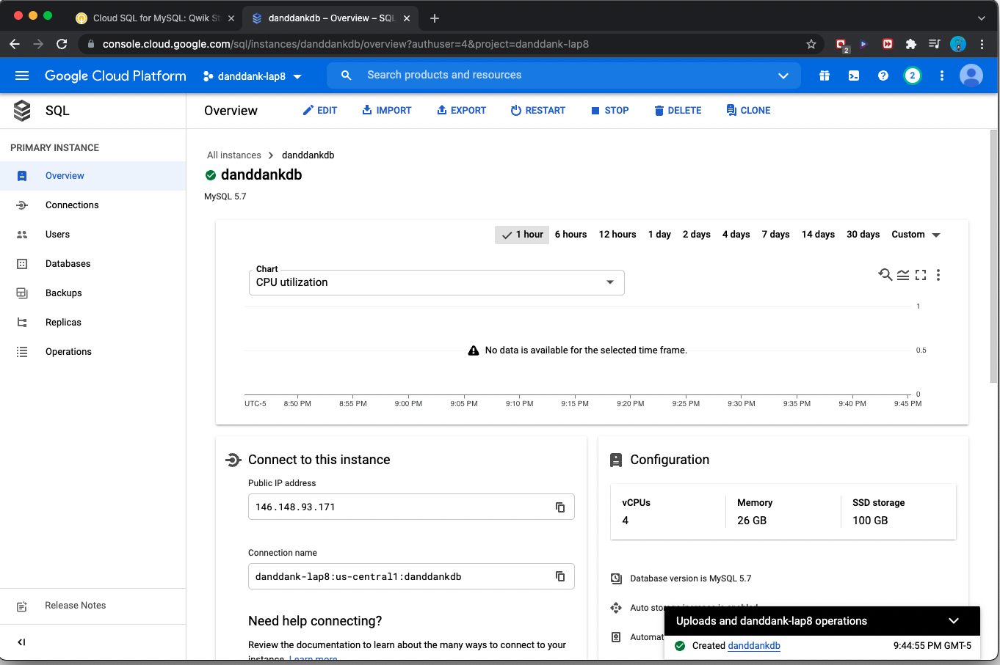 Cloud SQL for MySQL: Qwik St
danddankdb – Overview – SQL
console.cloud.google.com/sql/instances/danddankdb/overview?authuser=4&project=danddank-lap8
2
Google Cloud Platform
danddank-lap8
Search products and resources
2
SQL
Overview
EDIT
IMPORT
EXPORT
RESTART
STOP
DELETE
CLONE
PRIMARY INSTANCE
Overview
Connections
Users
Databases
Backups
Replicas
Operations
Release Notes
All instances
danddankdb
danddankdb
MySQL 5.7
1 hour
6 hours
12 hours
1 day
2 days
4 days
7 days
14 days
30 days
Custom
Chart
CPU utilization
1
No data is available for the selected time frame.
0.5
0
UTC-5
8:50 PM
8:55 PM
9:00 PM
9:05 PM
9:10 PM
9:15 PM
9:20 PM
9:25 PM
9:30 PM
9:35 PM
9:40 PM
9:45 PM
Connect to this instance
Public IP address
146.148.93.171
Connection name
danddank-lap8:us-central1:danddankdb
Need help connecting?
Review the documentation to learn about the many ways to connect to your
instance. Learn more
Configuration
vCPUs
4
Memory
26 GB
SSD storage
100 GB
Database version is MySQL 5.7
Auto storage increase is enabled
Automat
Uploads and danddank-lap8 operations
Created danddankdb
9:44:55 PM GMT-5